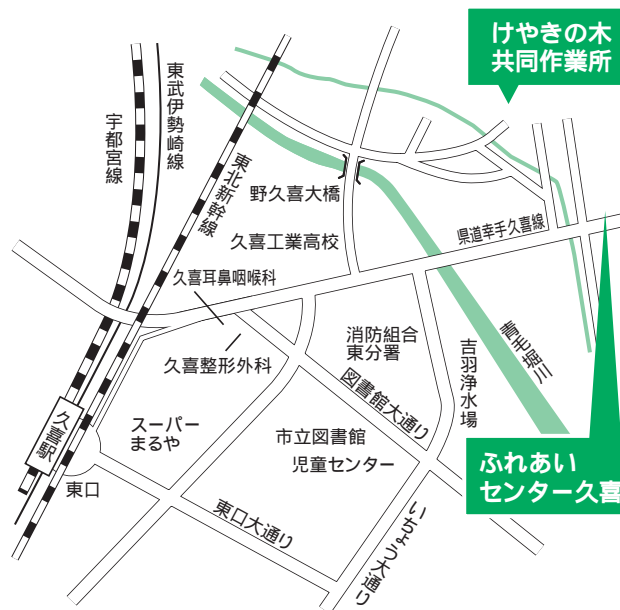 けやきの木
共同作業所
東武伊勢崎線
宇都宮線
東北新幹線
野久喜大橋
久喜工業高校
県道幸手久喜線
久喜耳鼻咽喉科
久喜整形外科
消防組合
東分署
吉羽浄水場
青毛堀川
図書館大通り
スーパー
まるや
市立図書館
児童センター
久喜駅
東口
東口大通り
いちょう大通り
ふれあい
センター久喜